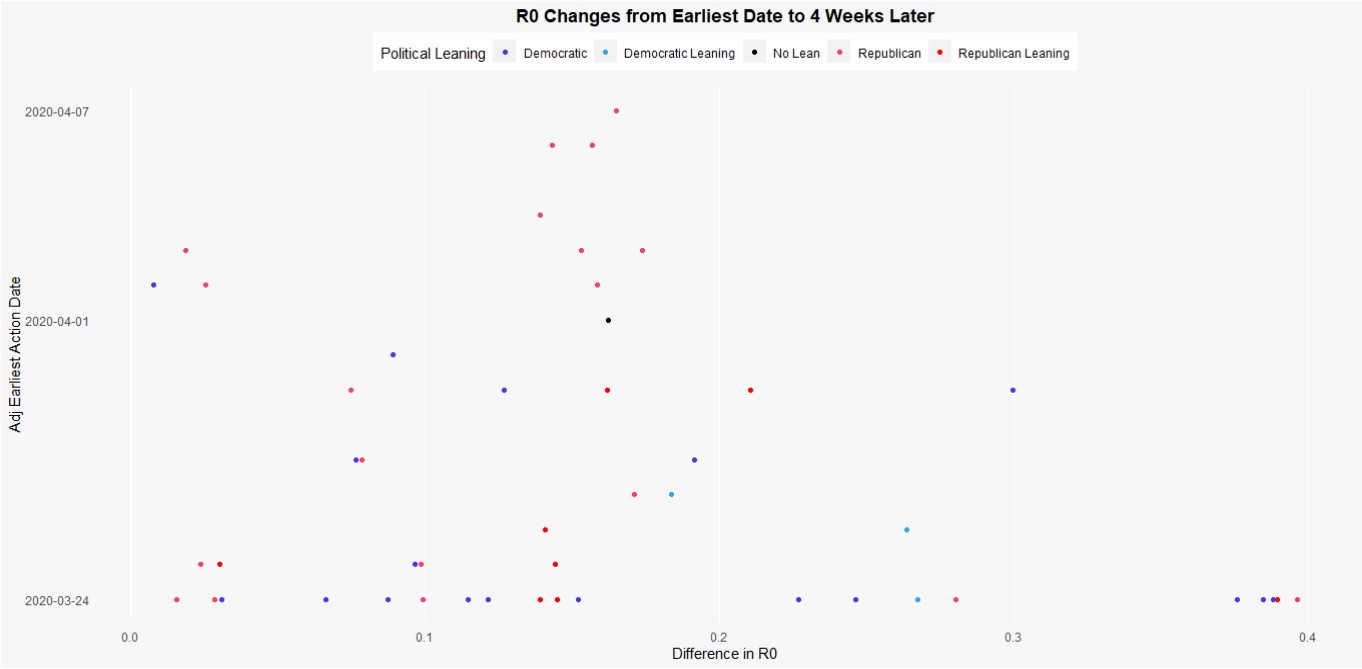 R0 Changes from Earliest Date to 4 Weeks Later
Political Leaning Democratic Democratic Leaning No Lean Republican Republican Leaning
2020-04-07
2020-04-01
2020-03-24
Adj Earliest Action Date
0.0 0.1 0.2 0.3 0.4
Difference in R0